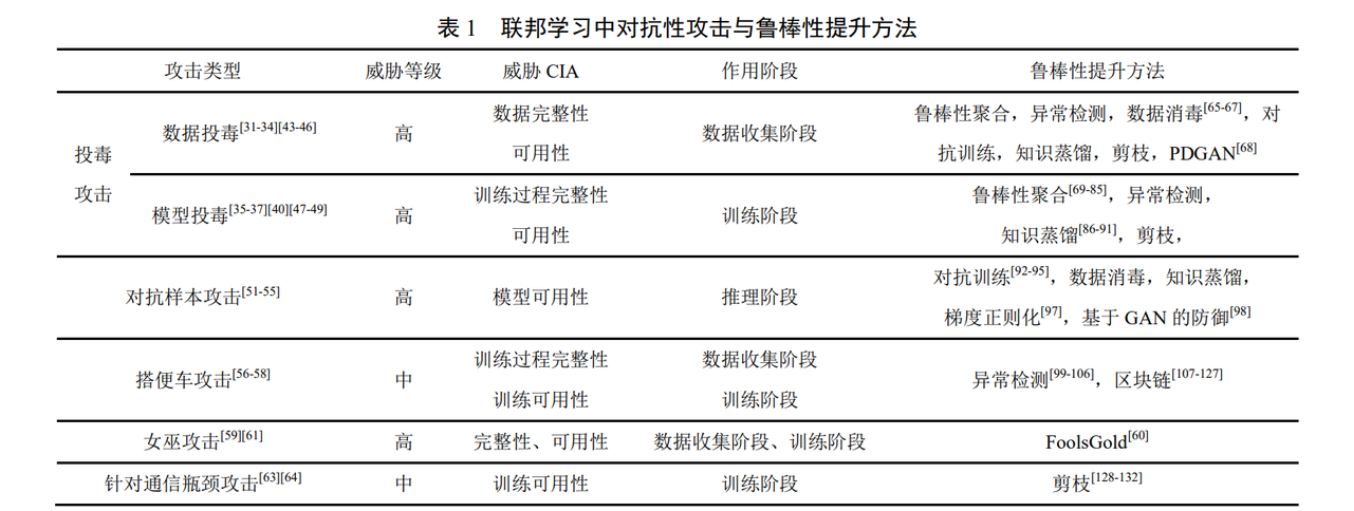 表 1 联邦学习中对抗性攻击与鲁棒性提升方法
攻击类型 威胁等级 威胁 CIA 作用阶段 鲁棒性提升方法
投毒
攻击
数据投毒[31-34][43-46] 高
数据完整性
可用性
数据收集阶段
鲁棒性聚合，异常检测，数据消毒[65-67]，对
抗训练，知识蒸馏，剪枝，PDGAN[68]
模型投毒[35-37][40][47-49] 高
训练过程完整性
可用性
训练阶段
鲁棒性聚合[69-85]，异常检测，
知识蒸馏[86-91]，剪枝，
对抗样本攻击[51-55] 高 模型可用性 推理阶段
对抗训练[92-95]，数据消毒，知识蒸馏，
梯度正则化[97]，基于 GAN 的防御[98]
搭便车攻击[56-58] 中
训练过程完整性
训练可用性
数据收集阶段
训练阶段
异常检测[99-106]，区块链[107-127]
女巫攻击[59][61] 高 完整性、可用性 数据收集阶段、训练阶段 FoolsGold[60]
针对通信瓶颈攻击[63][64] 中 训练可用性 训练阶段 剪枝[128-132]